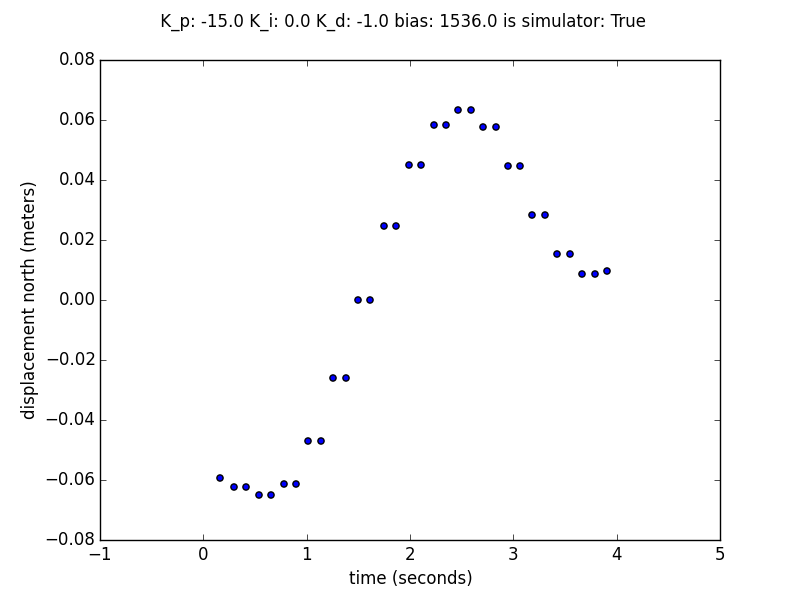 K_p: -15.0 K_i: 0.0 K_d: -1.0 bias: 1536.0 is simulator: True
0.08
0.06
0.04
0.02
0.00
−0.02
−0.04
−0.06
−0.08
displacement north (meters)
−1 0 1 2 3 4 5
time (seconds)